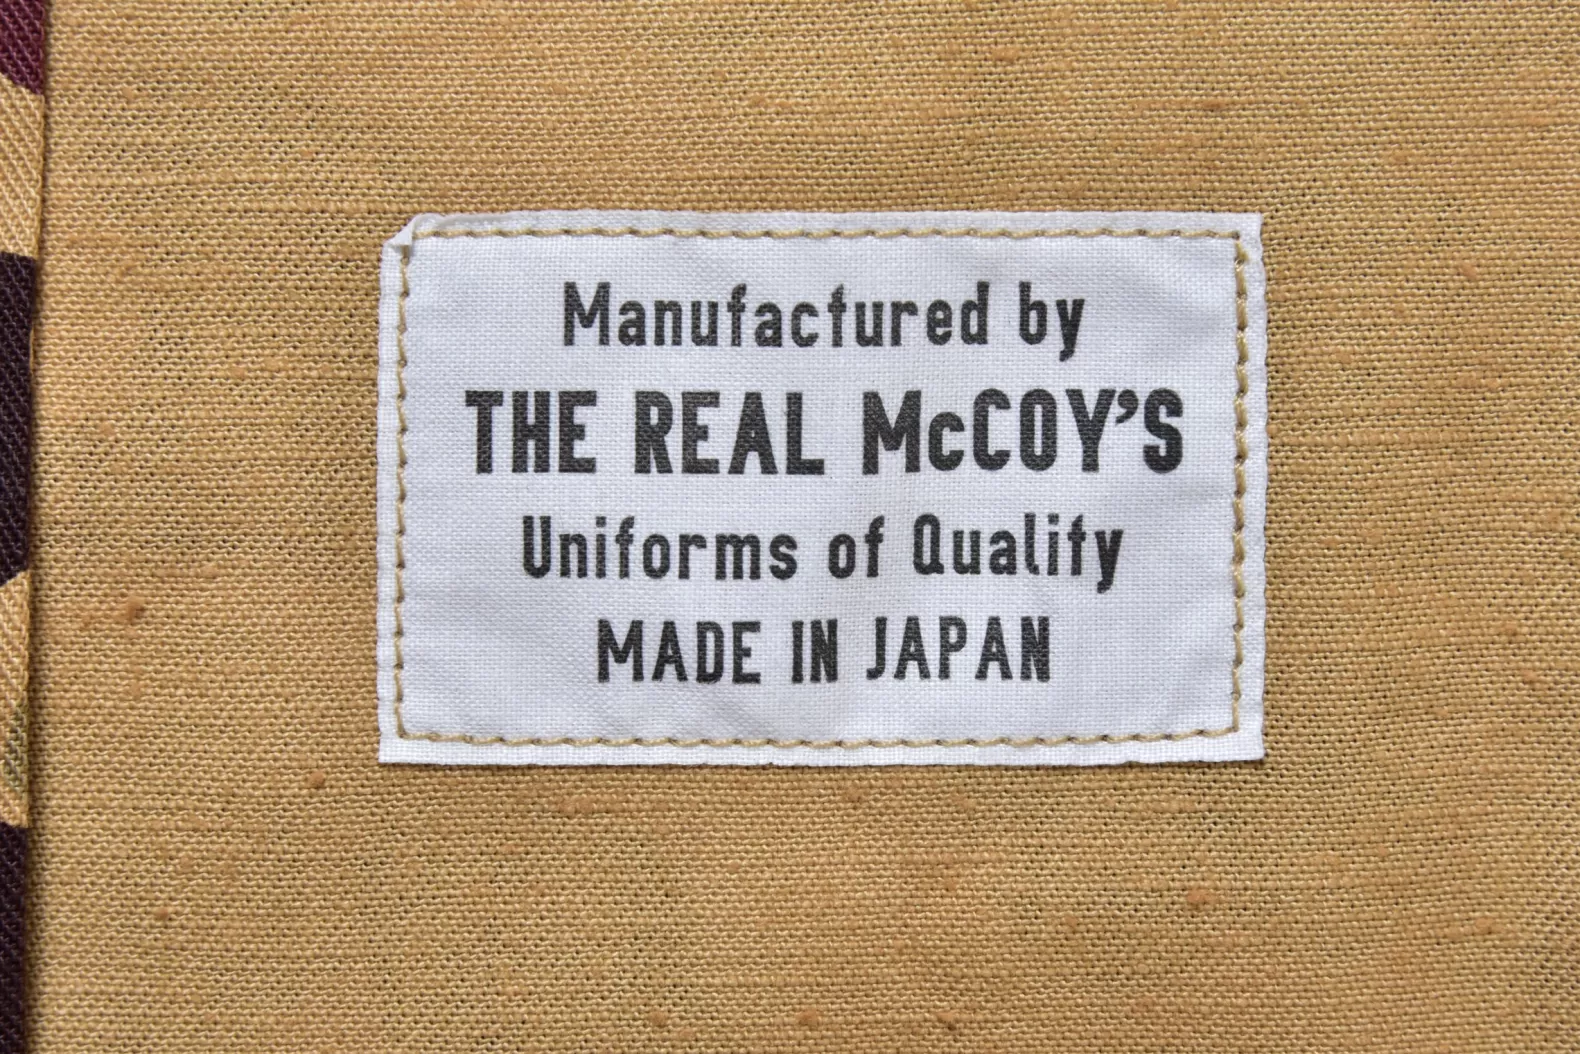 Manufactured by
THE REAL McCOY'S
Uniforms of Quality
MADE IN JAPAN